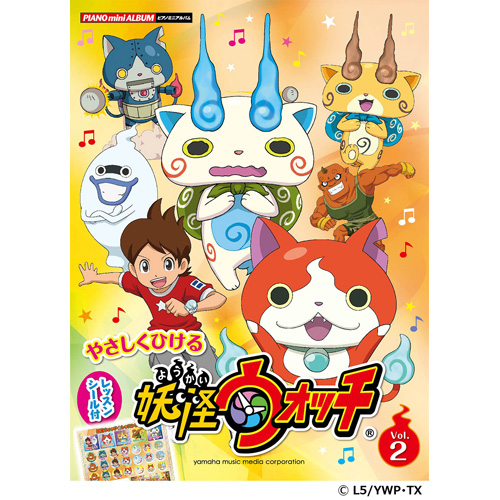 PIANO mini ALBUM ピアノミニアルバム
やさしくひける
レッスン
シール付
ようかい
妖怪ウォッチ®
Vol.
2
yamaha music media corporation
© L5/YWP・TX